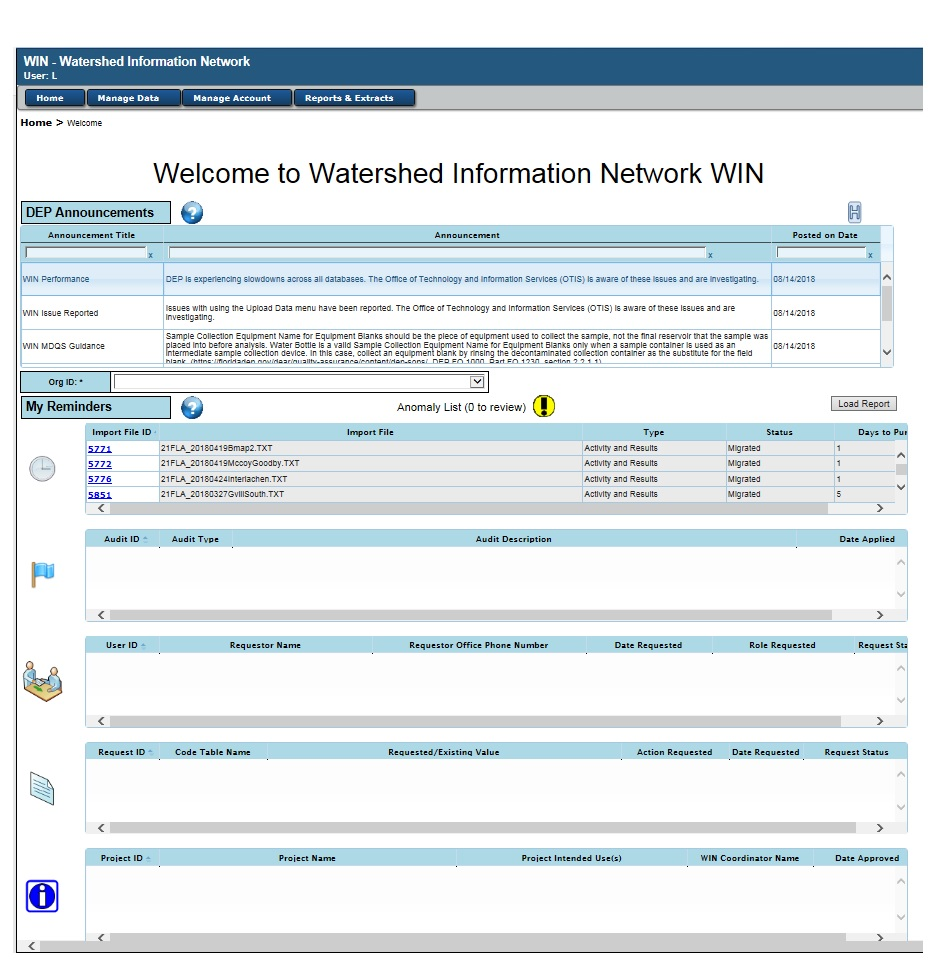 WIN - Watershed Information Network
User: L
Home Manage Data Manage Account Reports & Extracts
Home > Welcome
Welcome to Watershed Information Network WIN
DEP Announcements ? H
Announcement Title Announcement Posted on Date
x x x
WIN Performance DEP is experiencing slowdowns across all databases. The Office of Technology and Information Services (OTIS) is aware of these issues and are investigating. 08/14/2018
WIN Issue Reported Issues with using the Upload Data menu have been reported. The Office of Technology and Information Services (OTIS) is aware of these issues and are 08/14/2018
investigating.
WIN MDQS Guidance Sample Collection Equipment Name for Equipment Blanks should be the piece of equipment used to collect the sample, not the final reservoir that the sample was 08/14/2018
placed into before analysis. Water Bottle is a valid Sample Collection Equipment Name for Equipment Blanks only when a sample container is used as an
intermediate sample collection device. In this case, collect an equipment blank by rinsing the decontaminated collection container as the substitute for the field
blank. (https://floridadep.gov/dear/quality-assurance/content/dep-sops/, DEP FQ 1000, Part FQ 1230, section 2.2.1.1)
Org ID: *
My Reminders ? Anomaly List (0 to review) ! Load Report
Import File ID Import File Type Status Days to Pur
5771 21FLA_20180419Bmap2.TXT Activity and Results Migrated 1
5772 21FLA_20180419MccoyGoodby.TXT Activity and Results Migrated 1
5776 21FLA_20180424Interlachen.TXT Activity and Results Migrated 1
5851 21FLA_20180327GvillSouth.TXT Activity and Results Migrated 5
Audit ID Audit Type Audit Description Date Applied
User ID Requestor Name Requestor Office Phone Number Date Requested Role Requested Request Sta
Request ID Code Table Name Requested/Existing Value Action Requested Date Requested Request Status
Project ID Project Name Project Intended Use(s) WIN Coordinator Name Date Approved